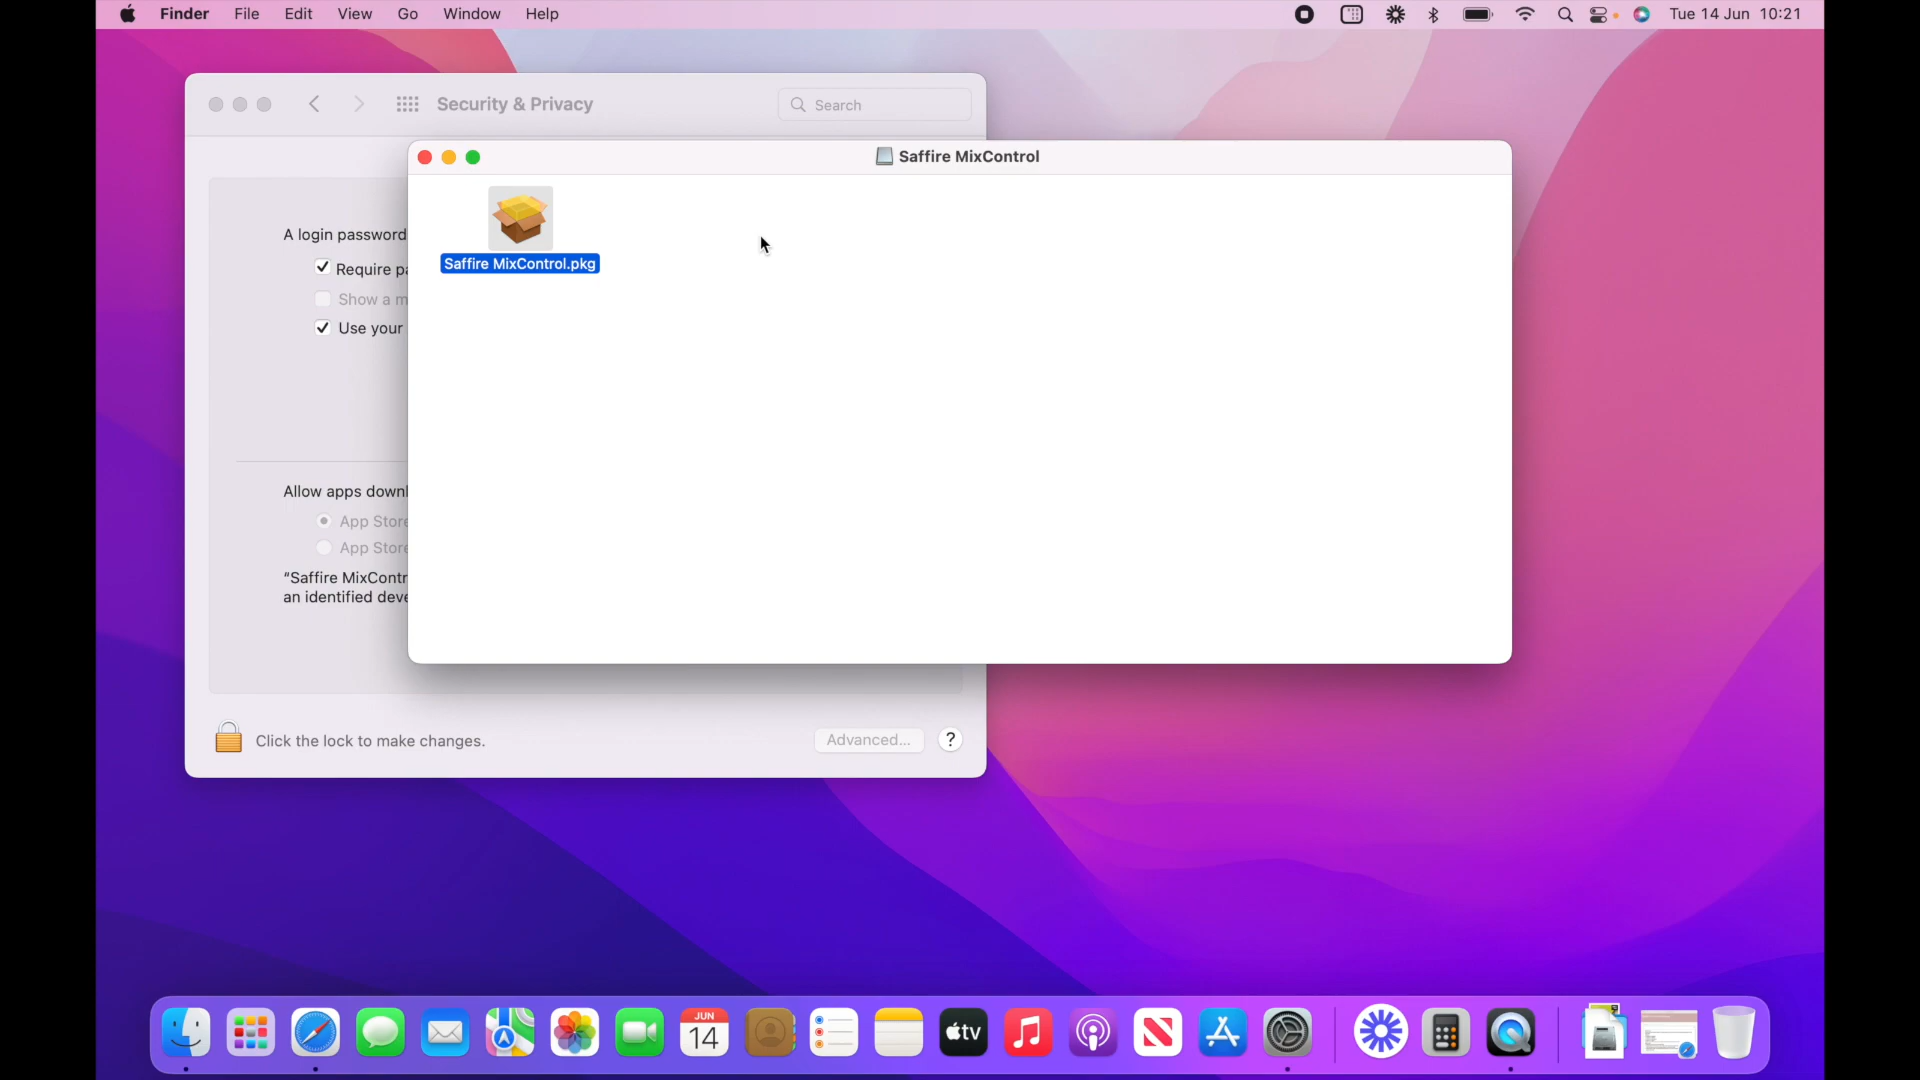 Finder File Edit View Go Window Help Tue 14 Jun 10:21
Security & Privacy Search
Saffire MixControl
Saffire MixControl.pkg
A login password
Require pa
Show a m
Use your
Allow apps downl
App Store
App Store
"Saffire MixContr
an identified deve
Click the lock to make changes. Advanced... ?
JUN
14
tv